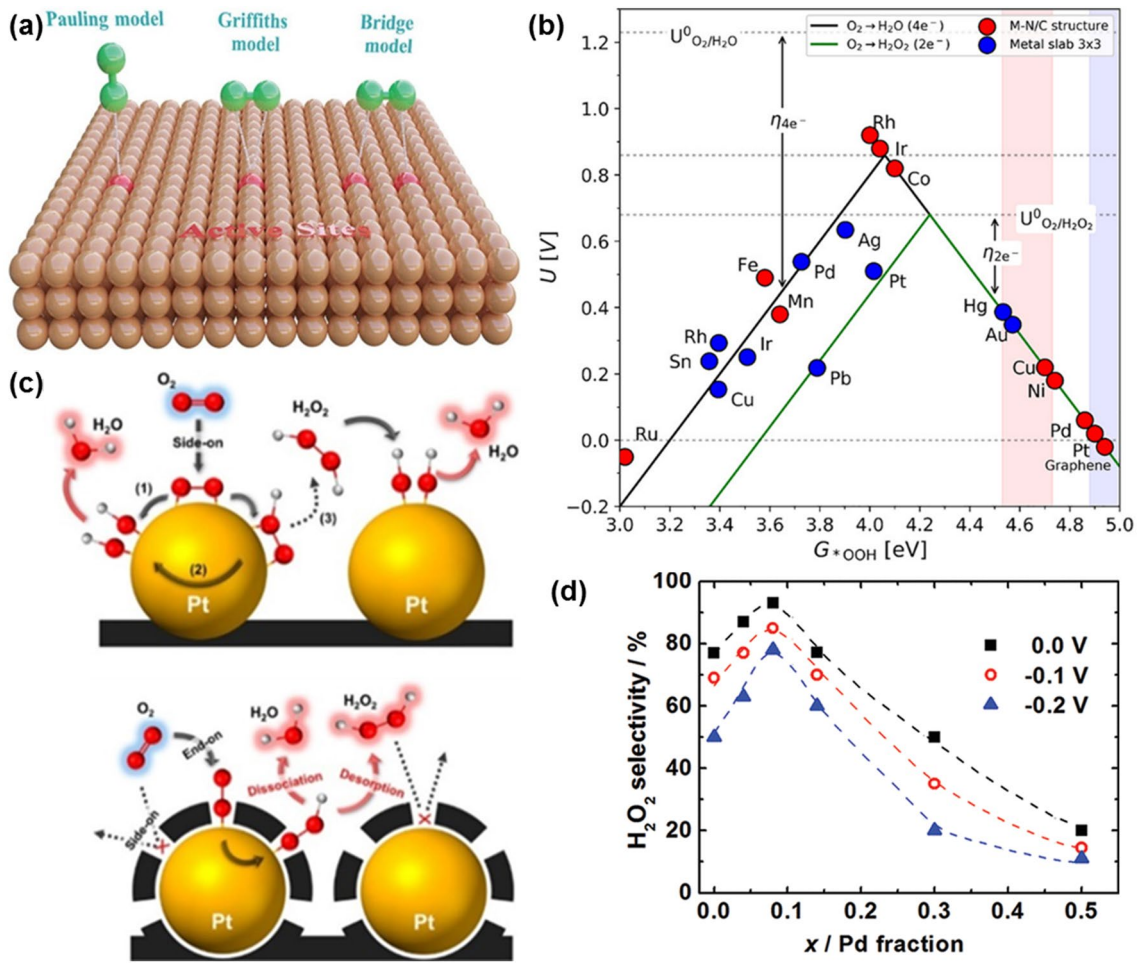 (a)
Pauling model
Griffiths
model
Bridge
model
Active Sites
(b)
O₂→H₂O (4e⁻)
O₂→H₂O₂ (2e⁻)
M-N/C structure
Metal slab 3x3
U⁰O₂/H₂O
η4e⁻
Rh
Ir
Co
U⁰O₂/H₂O₂
η2e⁻
Ag
Fe
Pd
Pt
Mn
Hg
Au
Rh
Ir
Sn
Cu
Pb
Cu
Ni
Ru
Pd
Pt
Graphene
1.2
1.0
0.8
0.6
0.4
0.2
0.0
−0.2
U [V]
3.0 3.2 3.4 3.6 3.8 4.0 4.2 4.4 4.6 4.8 5.0
G*OOH [eV]
(c)
O₂
H₂O
Side-on
H₂O₂
H₂O
(1)
(2)
(3)
Pt
Pt
O₂
End-on
H₂O
H₂O₂
Dissociation
Desorption
Side-on
X
X
Pt
Pt
(d)
100
80
60
40
20
0
H₂O₂ selectivity / %
0.0 V
-0.1 V
-0.2 V
0.0 0.1 0.2 0.3 0.4 0.5
x / Pd fraction